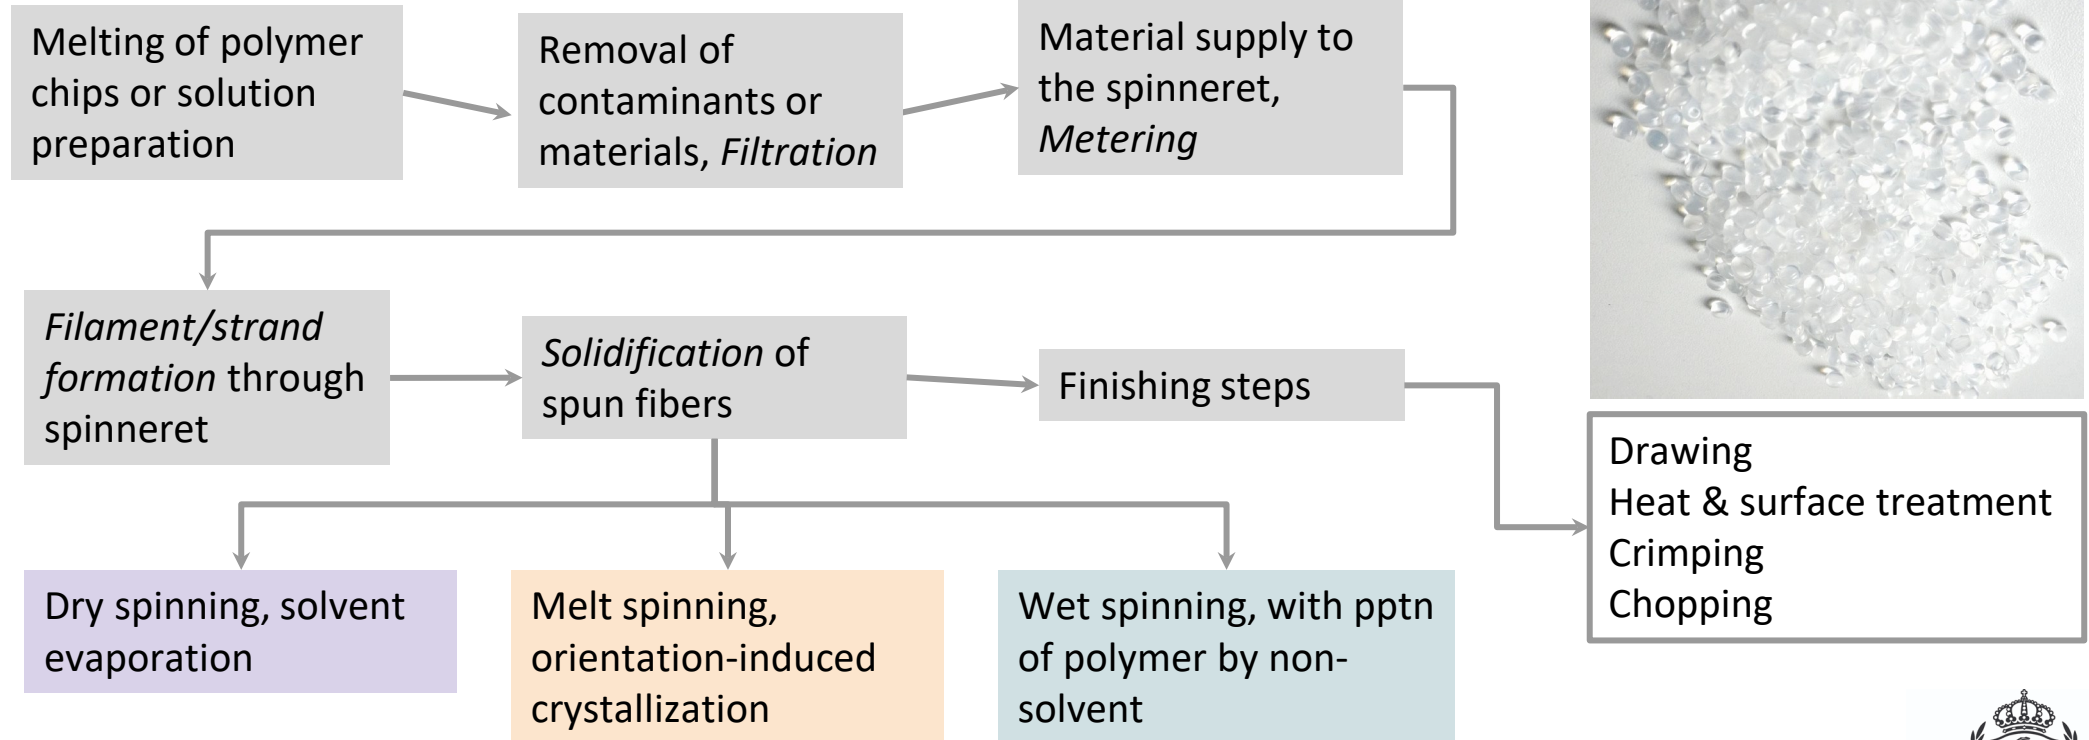 Melting of polymer
chips or solution
preparation
Removal of
contaminants or
materials, Filtration
Material supply to
the spinneret,
Metering
Filament/strand
formation through
spinneret
Solidification of
spun fibers
Finishing steps
Drawing
Heat & surface treatment
Crimping
Chopping
Dry spinning, solvent
evaporation
Melt spinning,
orientation-induced
crystallization
Wet spinning, with pptn
of polymer by non-
solvent